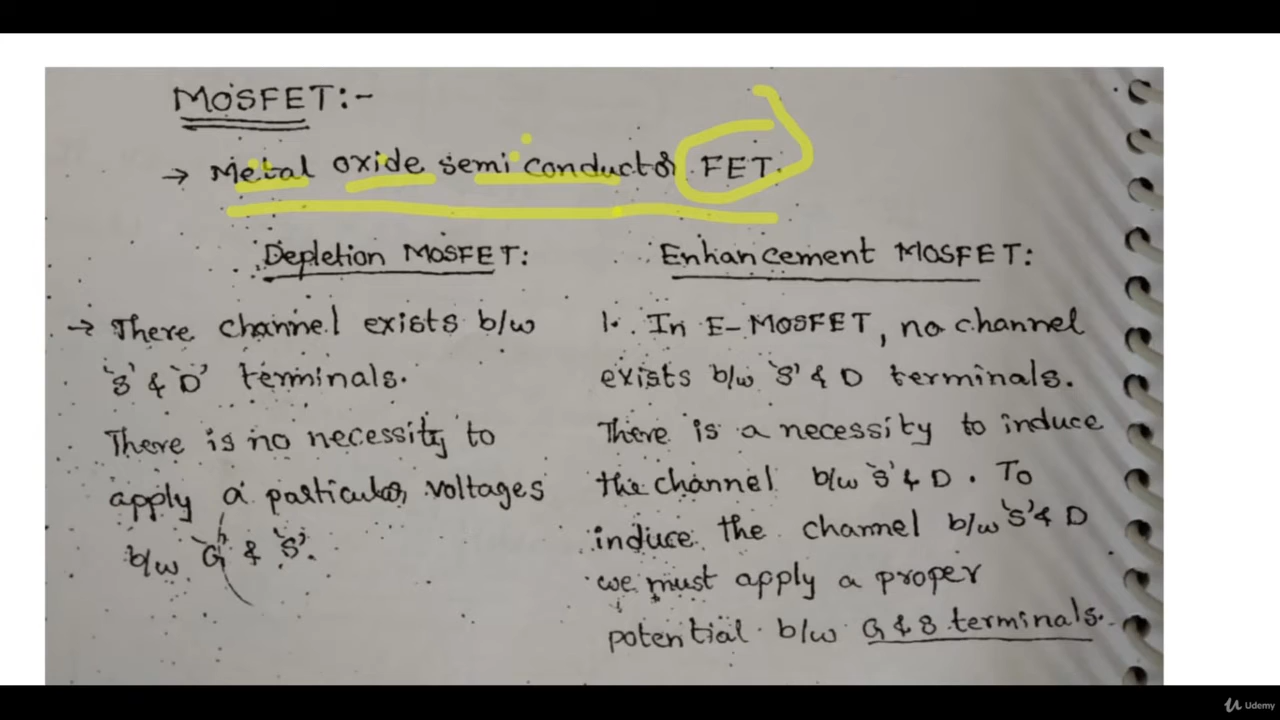 MOSFET:-
→ Metal oxide semi conductor FET.
Depletion MOSFET:
→ There channel exists b/w
'S' & 'D' terminals.
There is no necessity to
apply a particular voltages
b/w 'G' & 'S'.
Enhancement MOSFET:
1. In E-MOSFET, no channel
exists b/w 'S' & D terminals.
There is a necessity to induce
the channel b/w 'S' & D. To
induce the channel b/w 'S' & D
we must apply a proper
potential b/w G & S terminals.
Udemy